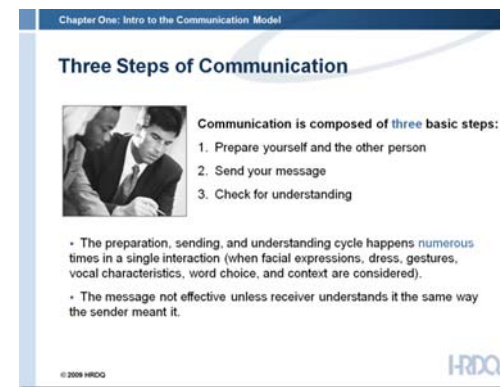 Chapter One: Intro to the Communication Model
Three Steps of Communication
Communication is composed of three basic steps:
1. Prepare yourself and the other person
2. Send your message
3. Check for understanding
• The preparation, sending, and understanding cycle happens numerous
times in a single interaction (when facial expressions, dress, gestures,
vocal characteristics, word choice, and context are considered).
• The message not effective unless receiver understands it the same way
the sender meant it.
© 2009 HRDQ
HRDQ